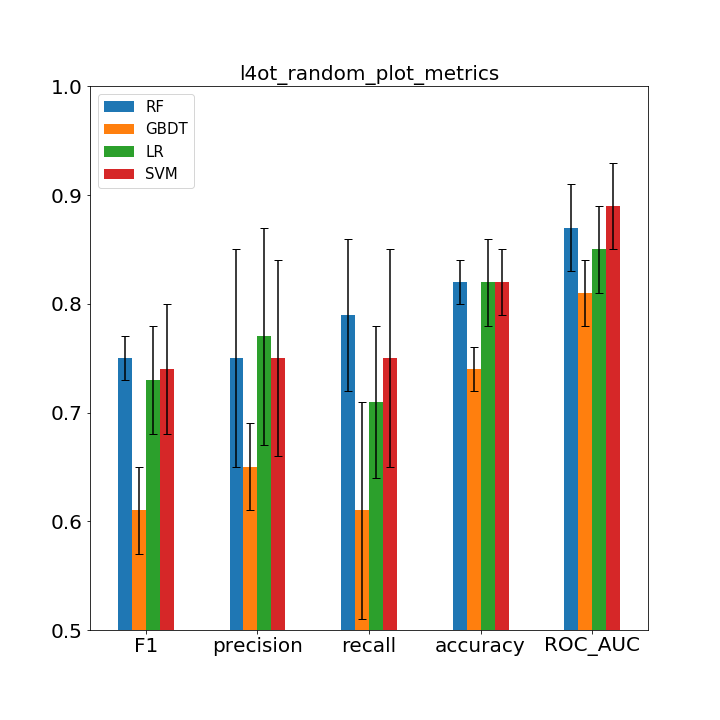 l4ot_random_plot_metrics
1.0
0.9
0.8
0.7
0.6
0.5
RF
GBDT
LR
SVM
F1 precision recall accuracy ROC_AUC